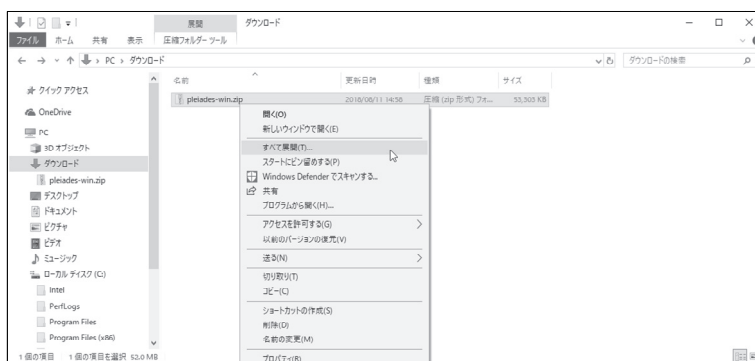 展開
ダウンロード
ファイル ホーム 共有 表示 圧縮フォルダー ツール
PC › ダウンロード
ダウンロードの検索
名前 更新日時 種類 サイズ
pleiades-win.zip 2018/08/11 14:58 圧縮 (zip 形式) フォ...
クイック アクセス
OneDrive
PC
3D オブジェクト
ダウンロード
pleiades-win.zip
デスクトップ
ドキュメント
ピクチャ
ビデオ
ミュージック
ローカル ディスク (C:)
Intel
PerfLogs
Program Files
Program Files (x86)
開く(O)
新しいウィンドウで開く(E)
すべて展開(T)...
スタートにピン留めする(P)
Windows Defender でスキャンする...
共有
プログラムから開く(H)...
アクセスを許可する(G)
以前のバージョンの復元(V)
送る(N)
切り取り(T)
コピー(C)
ショートカットの作成(S)
削除(D)
名前の変更(M)
プロパティ(R)
1 個の項目 1 個の項目を選択 52.0 MB